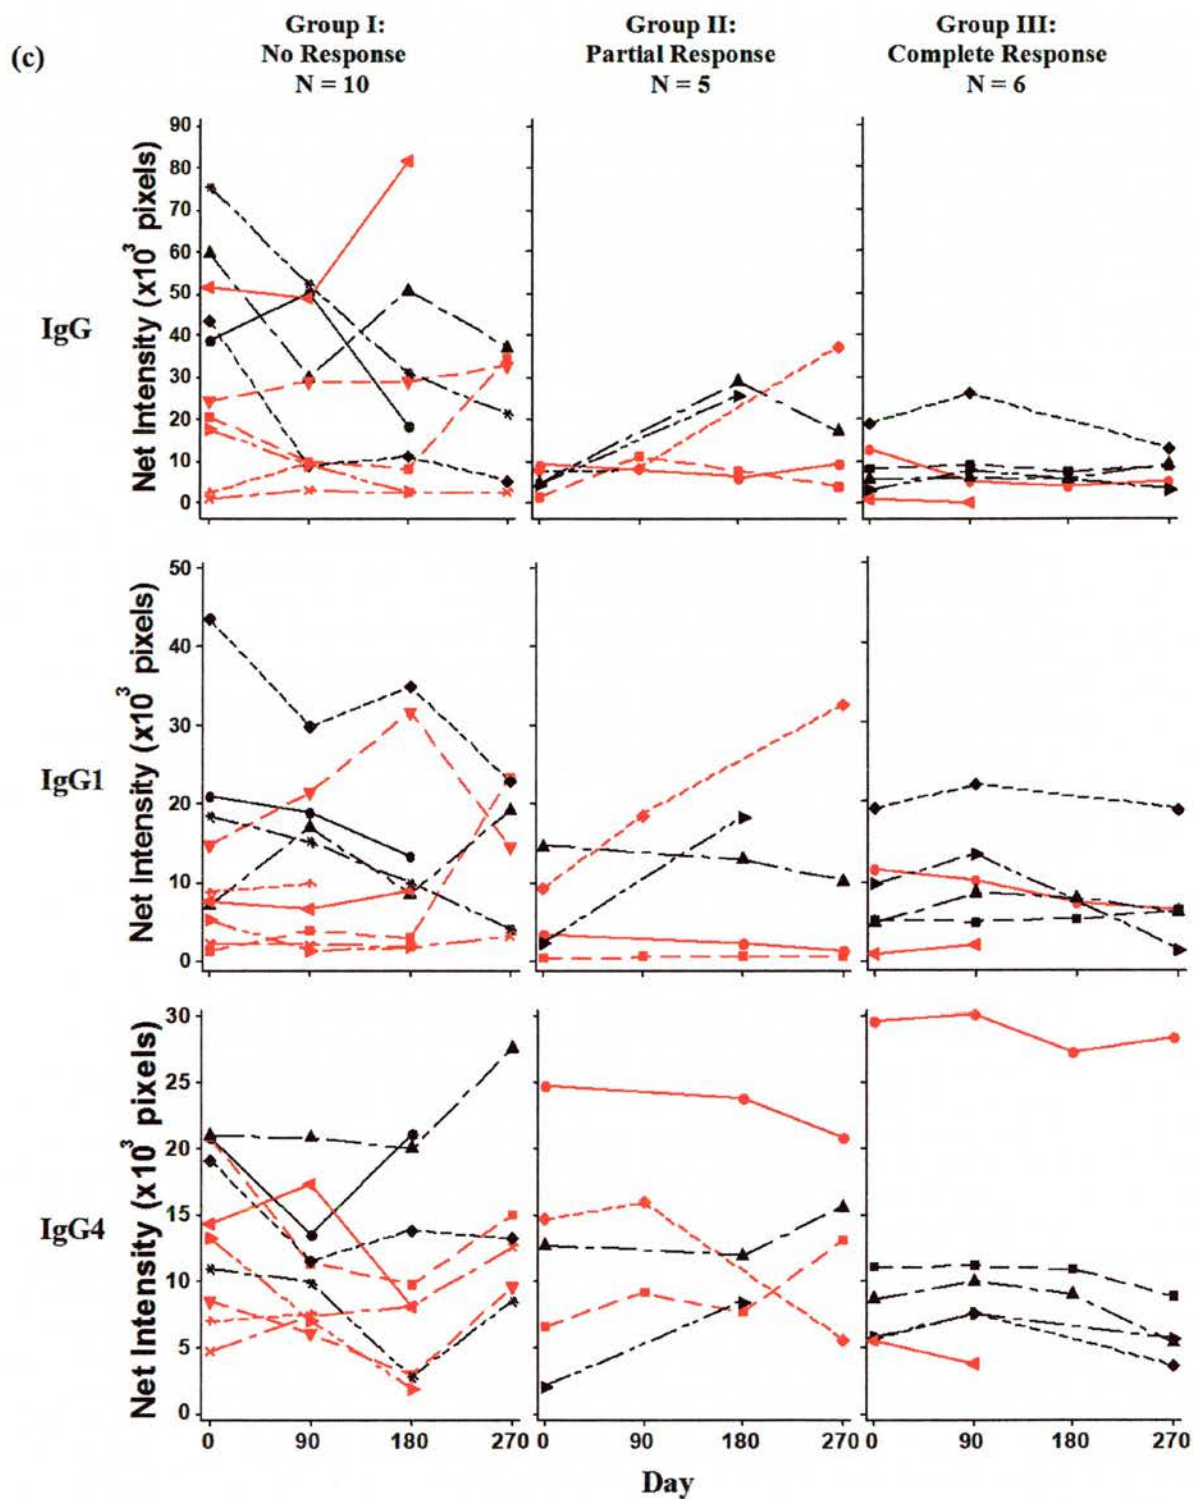 (c)
Group I:
No Response
N = 10
Group II:
Partial Response
N = 5
Group III:
Complete Response
N = 6
IgG
Net Intensity (x10³ pixels)
90
80
70
60
50
40
30
20
10
0
IgG1
Net Intensity (x10³ pixels)
50
40
30
20
10
0
IgG4
Net Intensity (x10³ pixels)
30
25
20
15
10
5
0
0 90 180 270 0 90 180 270 0 90 180 270
Day